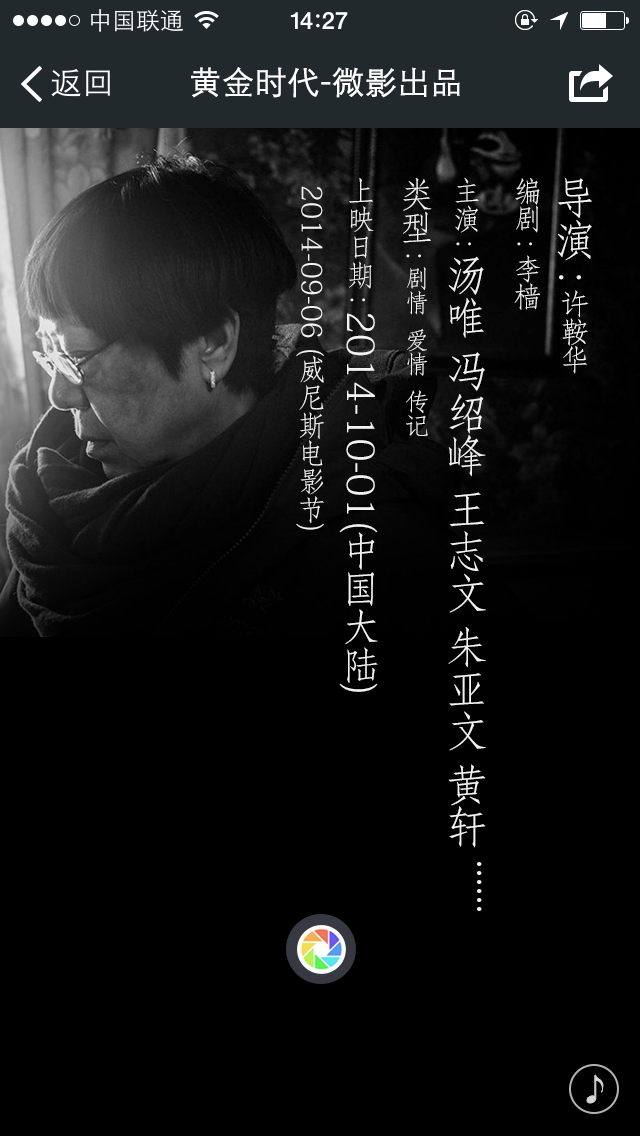 中国联通
14:27
返回
黄金时代-微影出品
导演：许鞍华
编剧：李樯
主演：汤唯 冯绍峰 王志文 朱亚文 黄轩 ......
类型：剧情 爱情 传记
上映日期：2014-10-01(中国大陆)
2014-09-06 (威尼斯电影节)